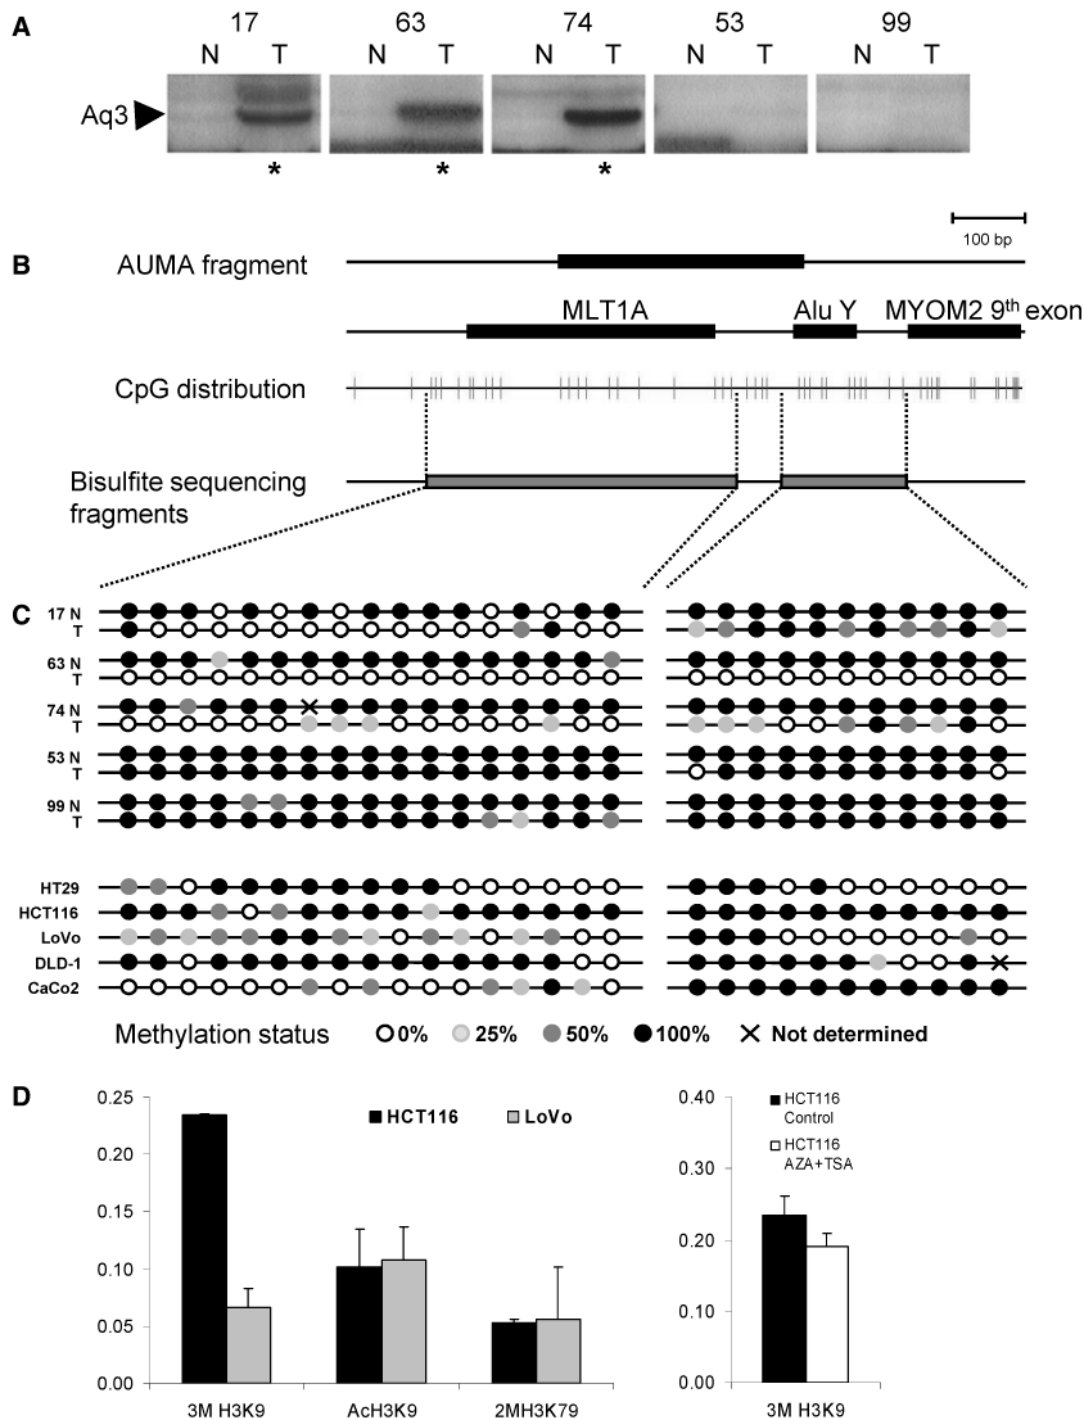 A
17 63 74 53 99
N T N T N T N T N T
Aq3
* * *
100 bp
B
AUMA fragment
MLT1A Alu Y MYOM2 9th exon
CpG distribution
Bisulfite sequencing
fragments
C
17 N
T
63 N
T
74 N
T
53 N
T
99 N
T
HT29
HCT116
LoVo
DLD-1
CaCo2
Methylation status 0% 25% 50% 100% Not determined
D
HCT116 LoVo
0.25
0.20
0.15
0.10
0.05
0.00
3M H3K9 AcH3K9 2MH3K79
HCT116
Control
HCT116
AZA+TSA
0.40
0.30
0.20
0.10
0.00
3M H3K9